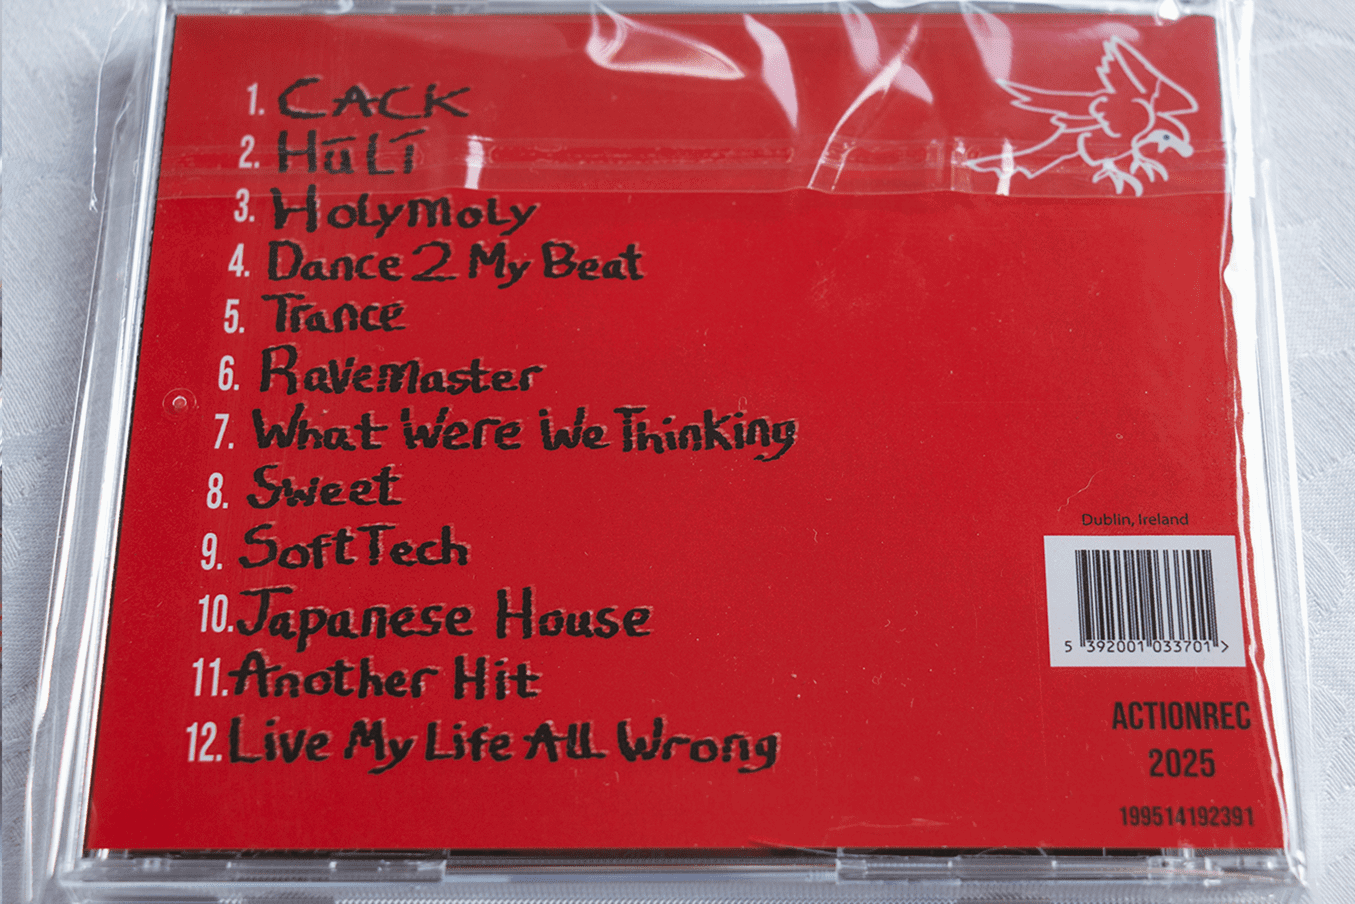 1. CACK
2. HūLī
3. HolymoLy
4. Dance 2 My Beat
5. Trance
6. Ravemaster
7. What Were We Thinking
8. Sweet
9. SoftTech
10. Japanese House
11. Another Hit
12. Live My Life All Wrong
Dublin, Ireland
5 392001 033701 >
ACTIONREC
2025
199514192391